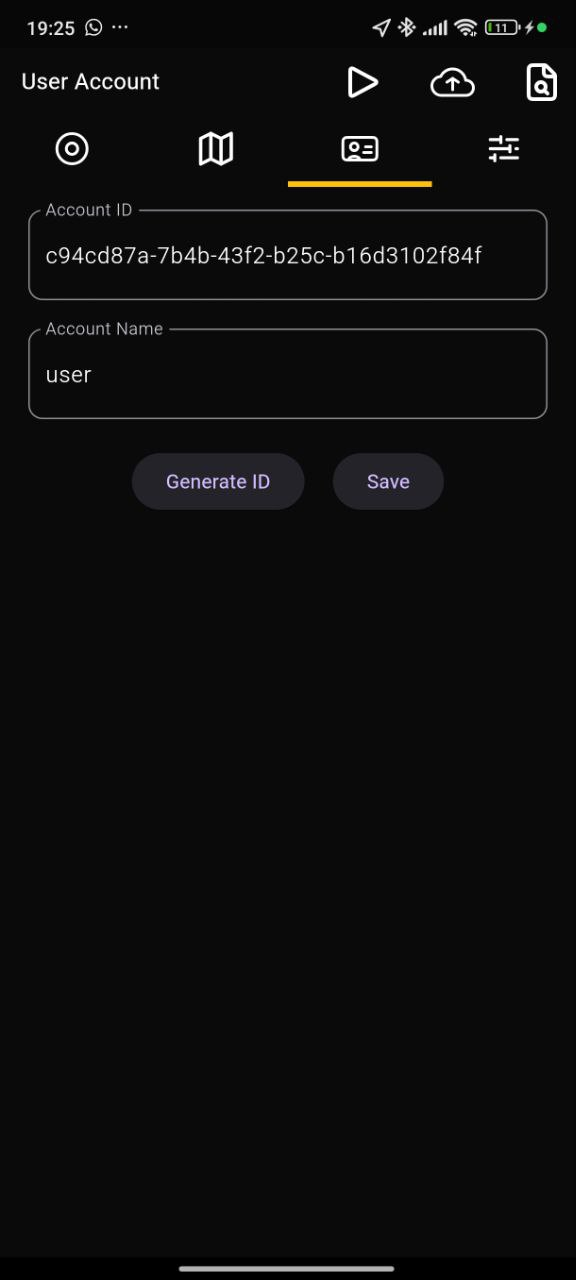 19:25 ... 11
User Account
Account ID
c94cd87a-7b4b-43f2-b25c-b16d3102f84f
Account Name
user
Generate ID Save